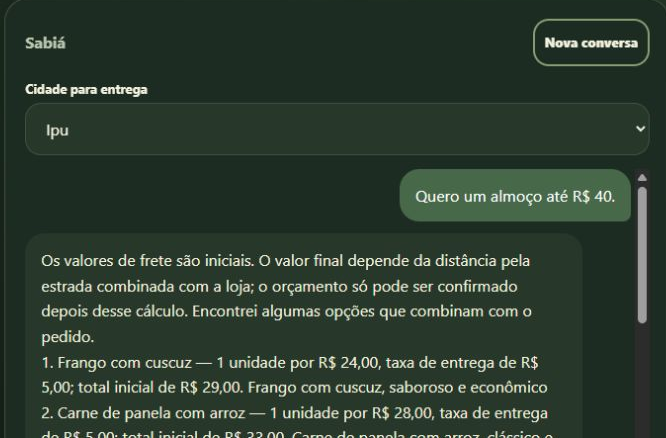 Sabiá
Nova conversa
Cidade para entrega
Ipu
Quero um almoço até R$ 40.
Os valores de frete são iniciais. O valor final depende da distância pela
estrada combinada com a loja; o orçamento só pode ser confirmado
depois desse cálculo. Encontrei algumas opções que combinam com o
pedido.
1. Frango com cuscuz — 1 unidade por R$ 24,00, taxa de entrega de R$
5,00; total inicial de R$ 29,00. Frango com cuscuz, saboroso e econômico
2. Carne de panela com arroz — 1 unidade por R$ 28,00, taxa de entrega
de R$ 5,00; total inicial de R$ 33,00. Carne de panela com arroz, clássico e